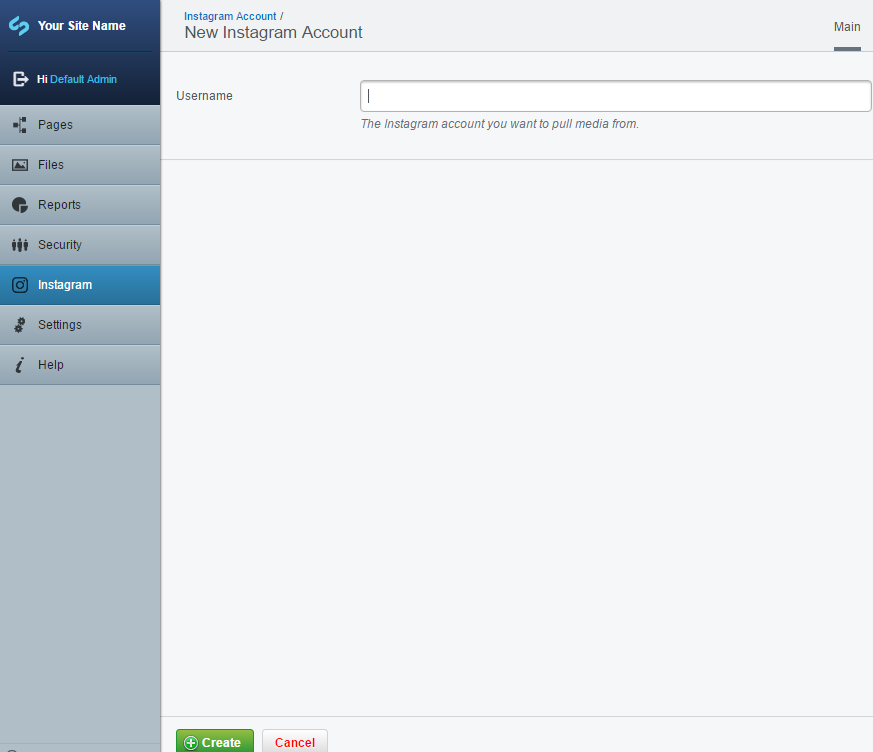 Your Site Name
Hi Default Admin
Pages
Files
Reports
Security
Instagram
Settings
Help
Instagram Account /
New Instagram Account
Main
Username
The Instagram account you want to pull media from.
Create
Cancel